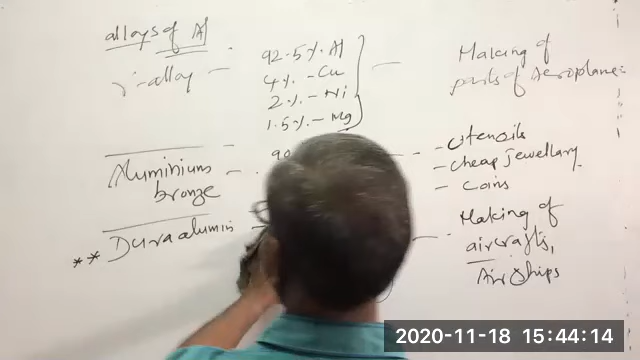 alloys of Al
γ-alloy - 92.5% Al - Making of
4% - Cu parts of Aeroplane:
2% - Ni
1.5% - Mg
Aluminium - 90 - Utensils
bronze - - cheap jewellary
- Coins
** Duraalumin - - Making of
aircrafts,
Air Ships
2020-11-18 15:44:14